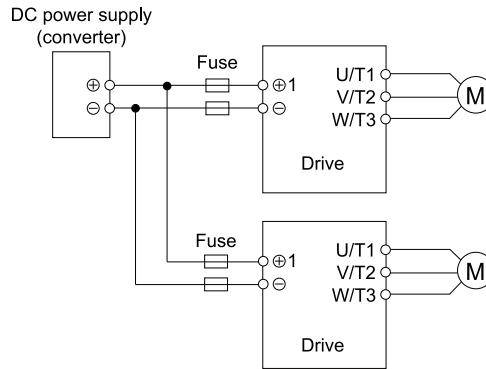 DC power supply
(converter)
⊕
⊖
Fuse
⊕1
⊖
U/T1
V/T2
W/T3
M
Drive
Fuse
⊕1
⊖
U/T1
V/T2
W/T3
M
Drive